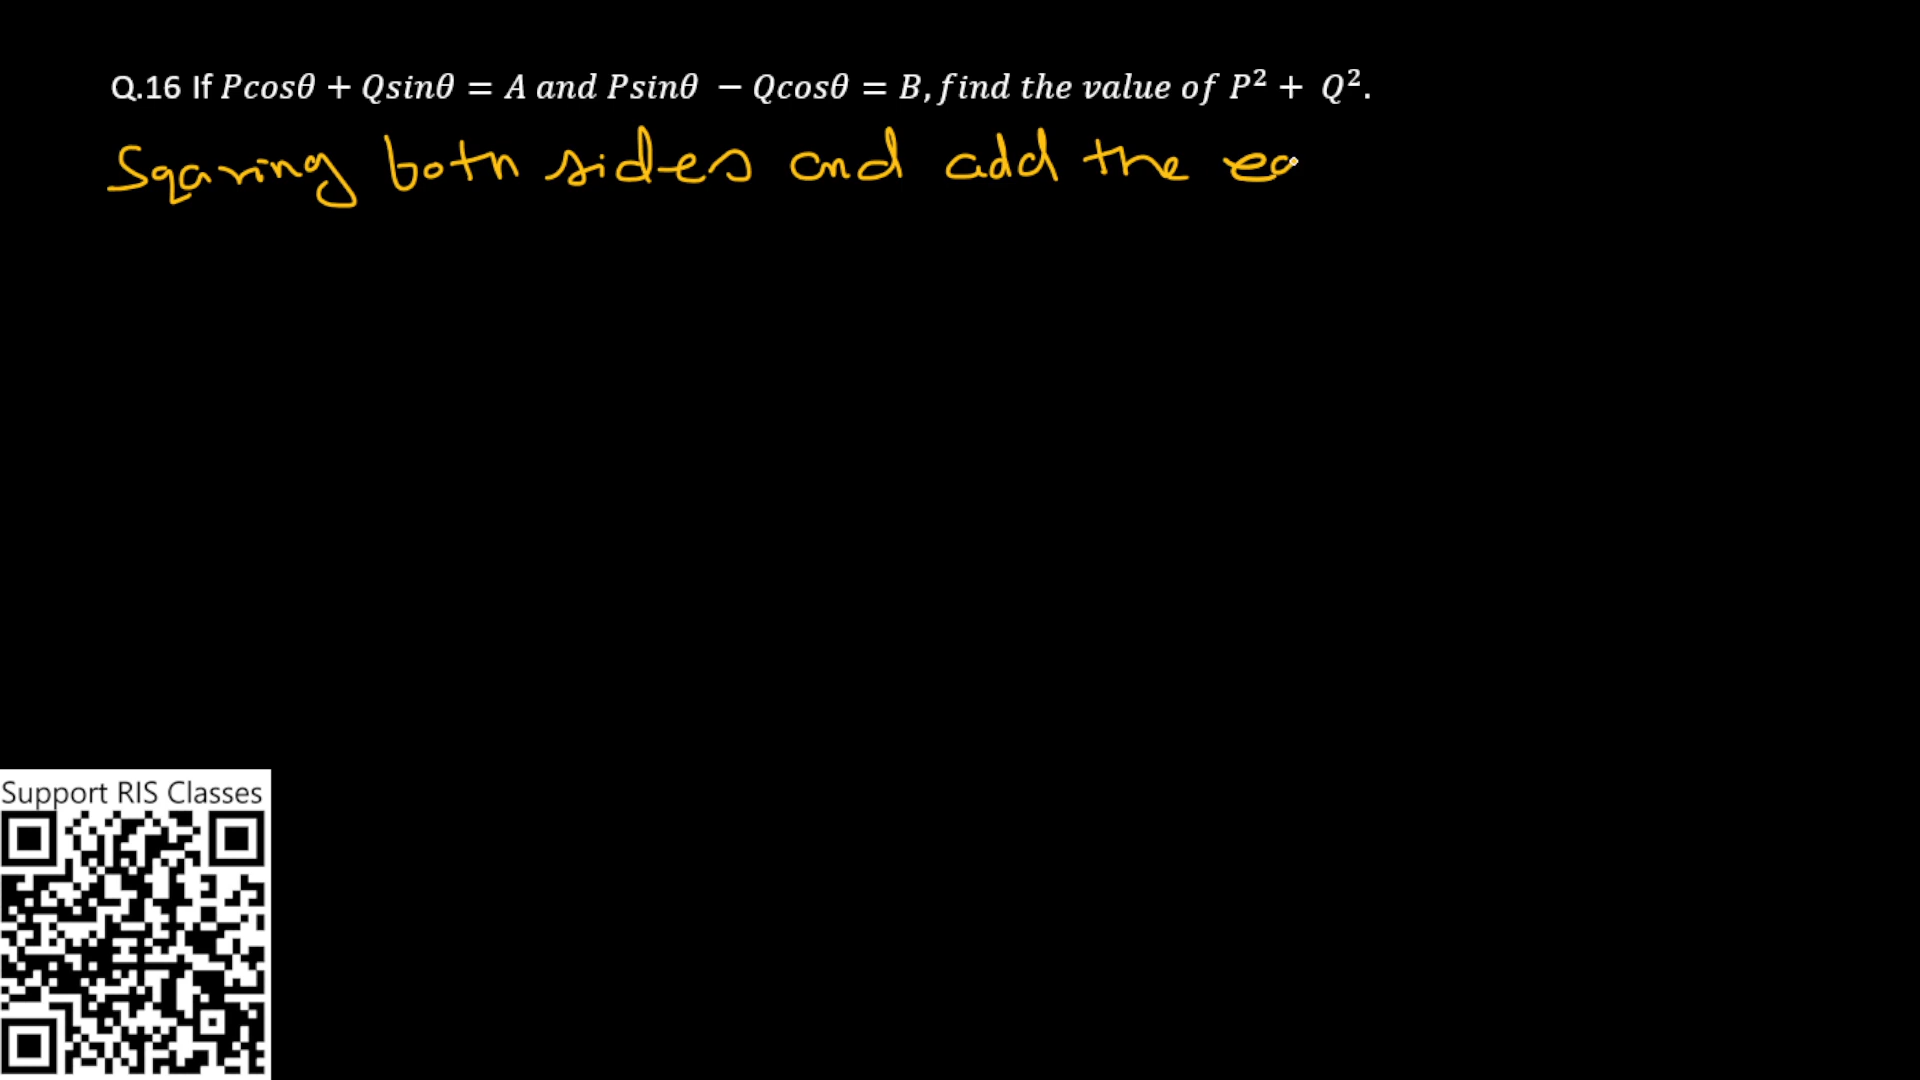 Q.16 If Pcosθ + Qsinθ = A and Psinθ − Qcosθ = B, find the value of P² + Q².
Sqaring both sides and add the
Support RIS Classes